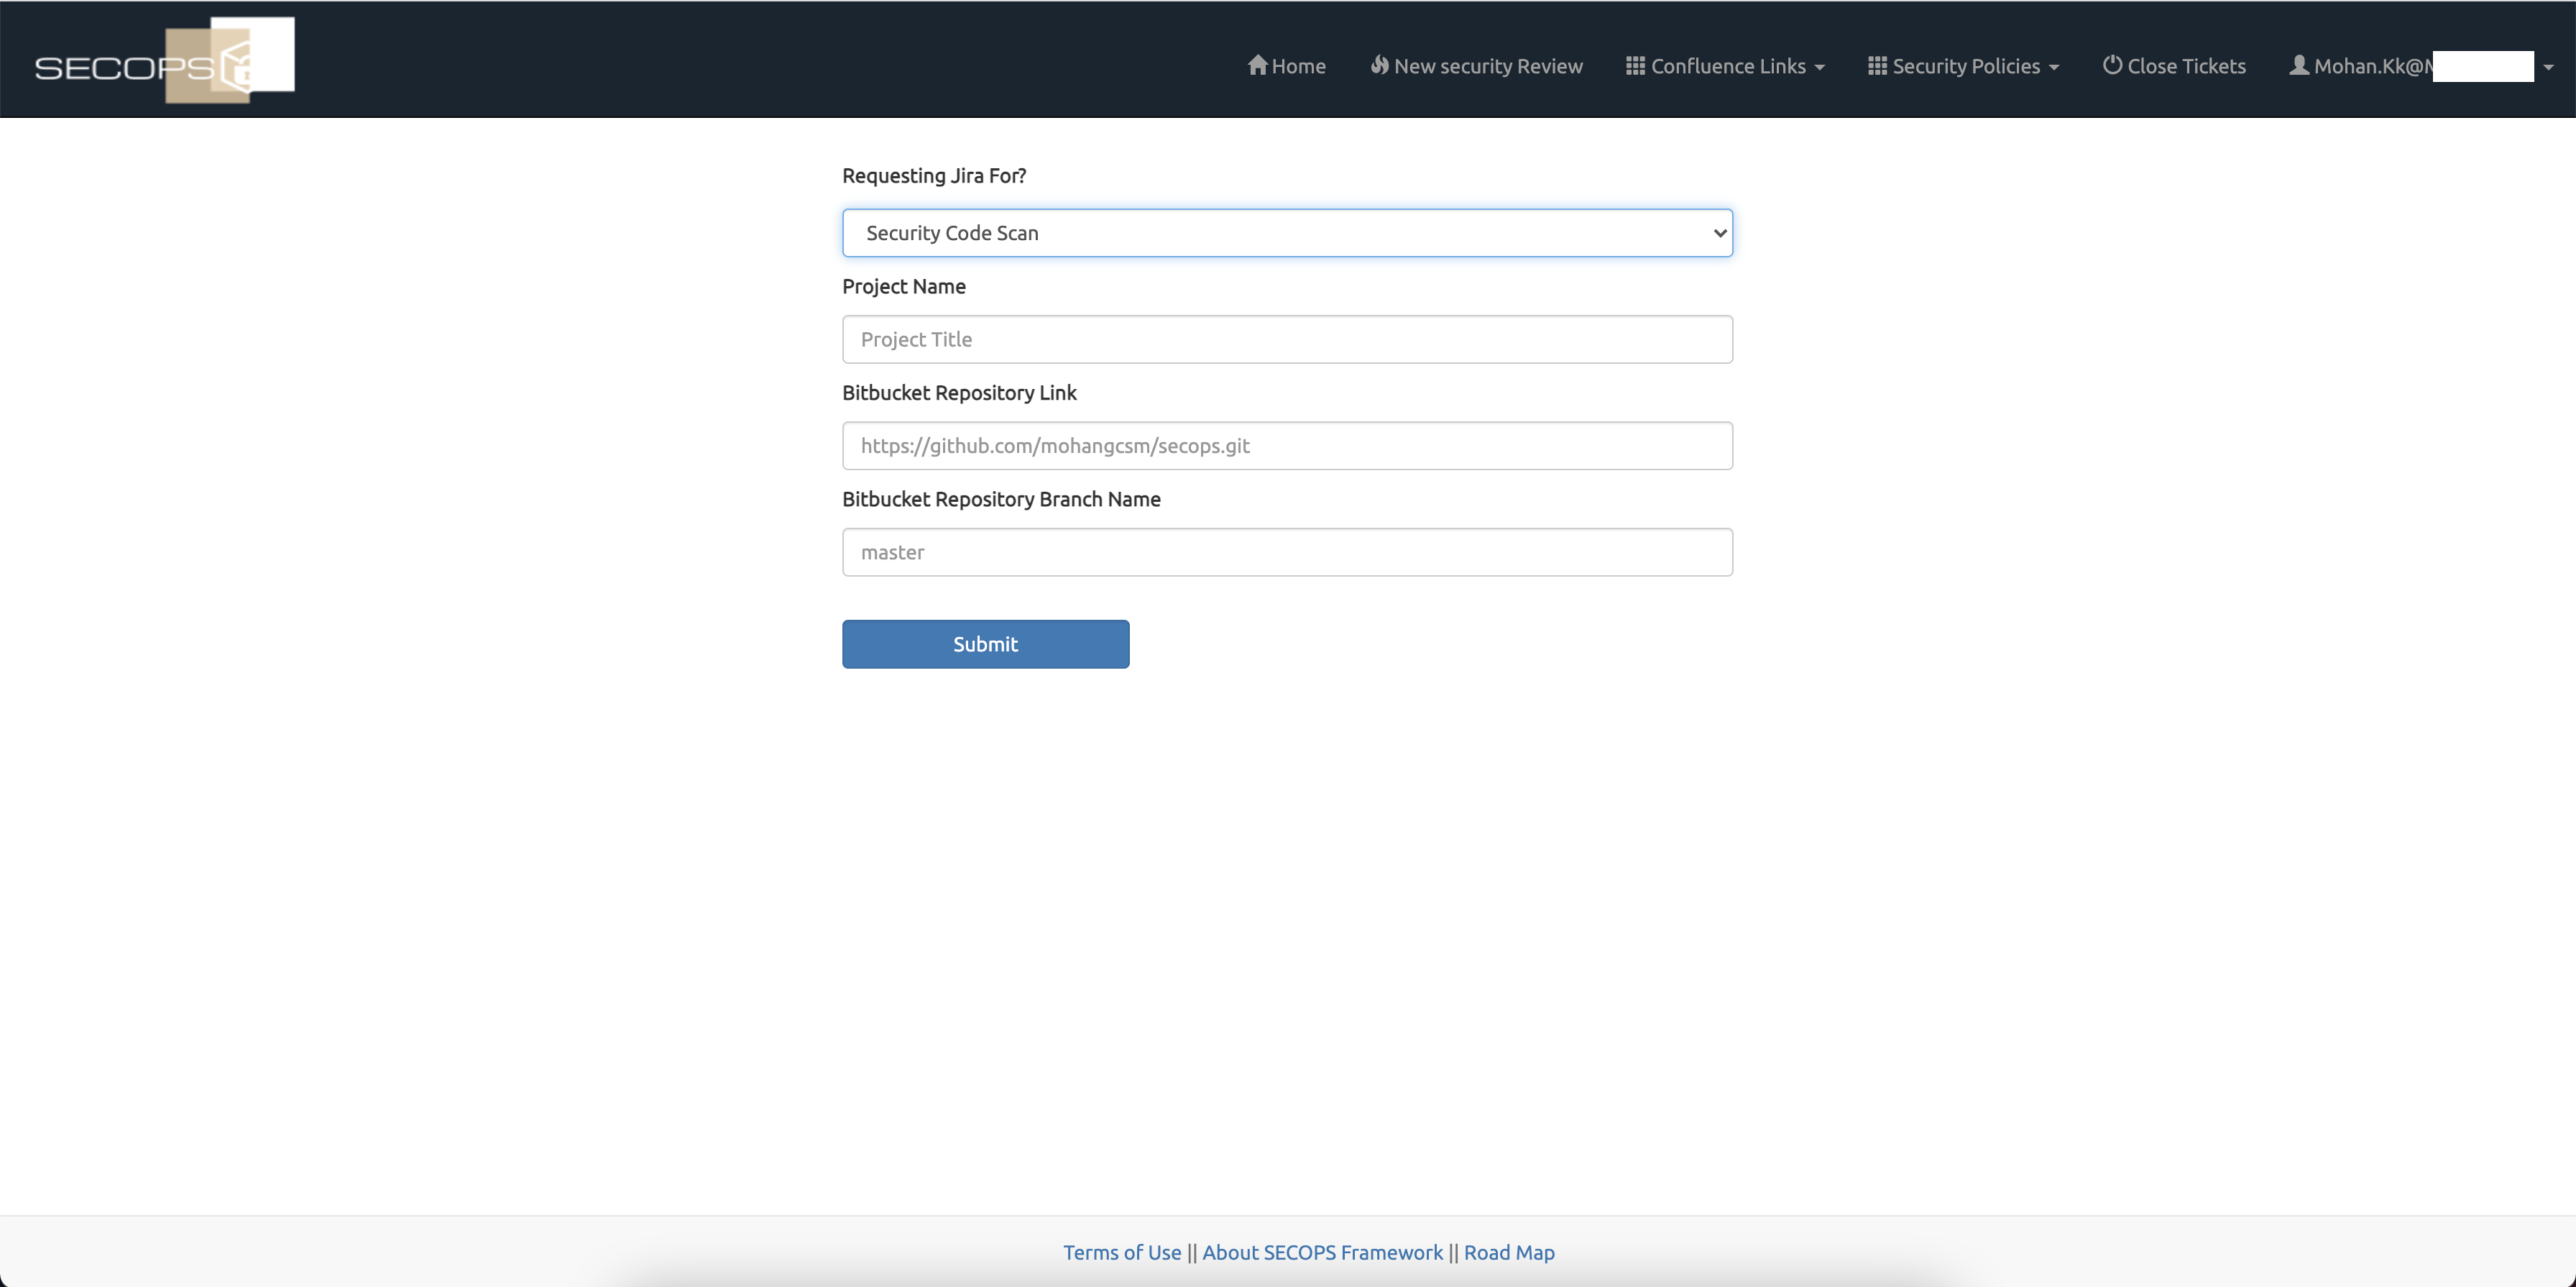 SECOPS
Home New security Review Confluence Links Security Policies Close Tickets Mohan.Kk@
Requesting Jira For?
Security Code Scan
Project Name
Project Title
Bitbucket Repository Link
https://github.com/mohangcsm/secops.git
Bitbucket Repository Branch Name
master
Submit
Terms of Use || About SECOPS Framework || Road Map